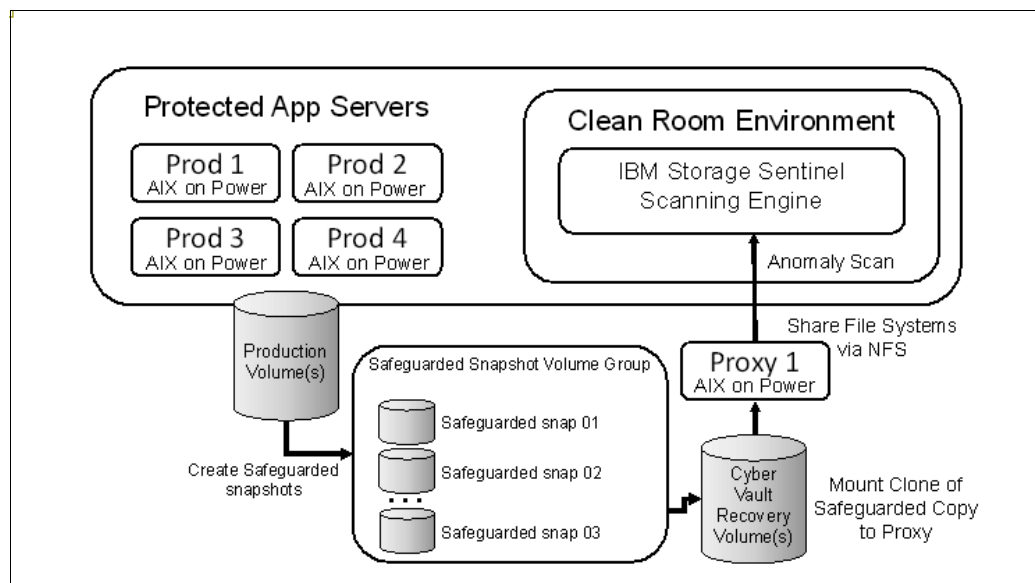 Protected App Servers
Prod 1
AIX on Power
Prod 2
AIX on Power
Prod 3
AIX on Power
Prod 4
AIX on Power
Clean Room Environment
IBM Storage Sentinel
Scanning Engine
Anomaly Scan
Share File Systems
via NFS
Proxy 1
AIX on Power
Production
Volume(s)
Create Safeguarded
snapshots
Safeguarded Snapshot Volume Group
Safeguarded snap 01
Safeguarded snap 02
...
Safeguarded snap 03
Cyber
Vault
Recovery
Volume(s)
Mount Clone of
Safeguarded Copy
to Proxy